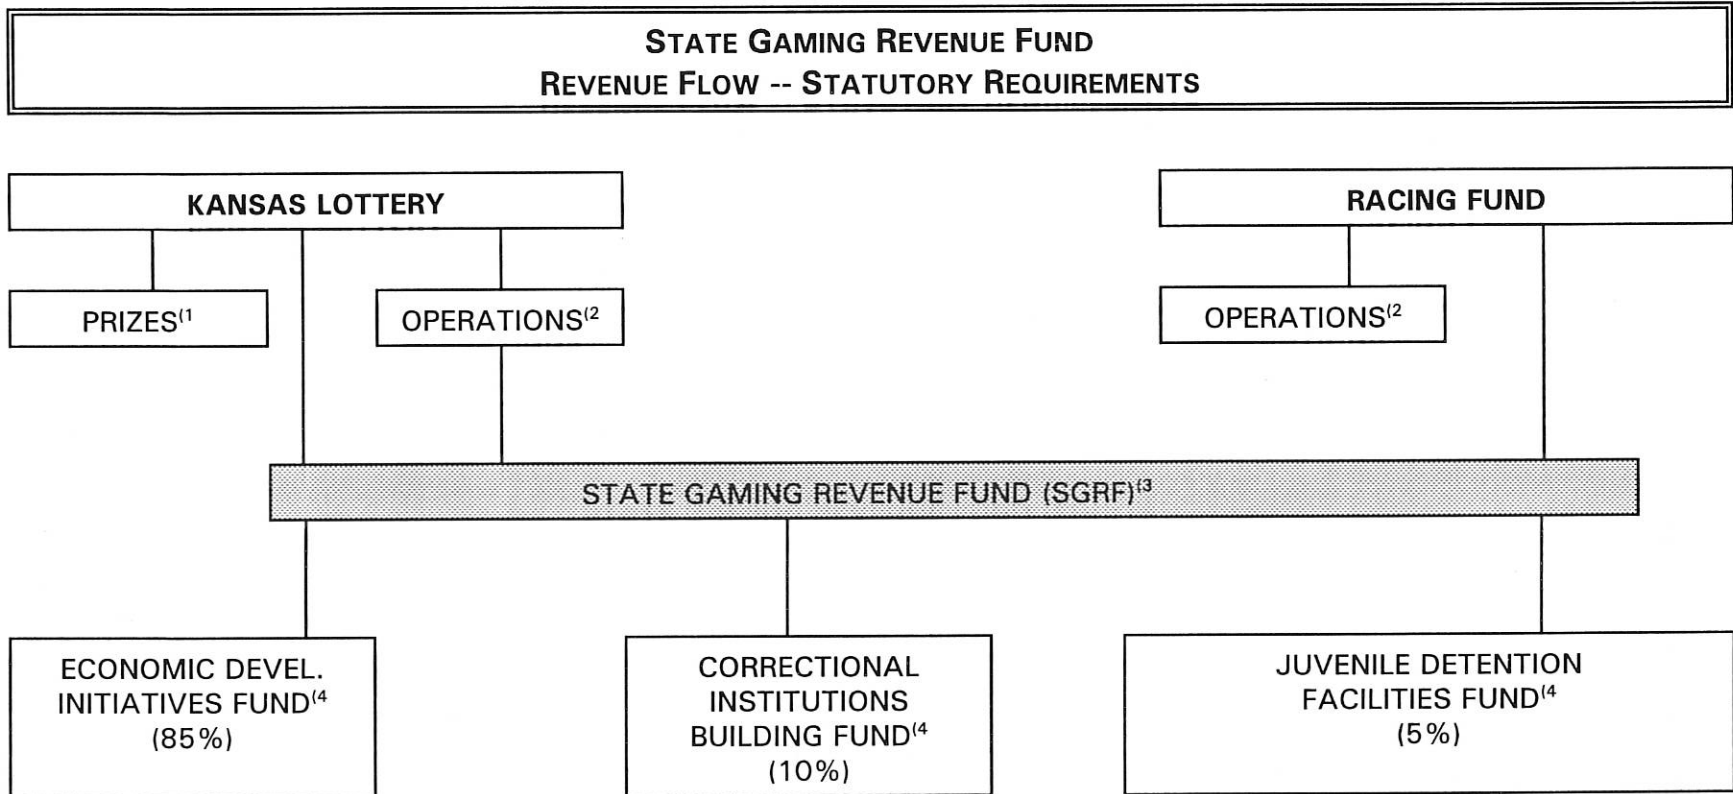 STATE GAMING REVENUE FUND
REVENUE FLOW -- STATUTORY REQUIREMENTS
KANSAS LOTTERY
RACING FUND
PRIZES(1
OPERATIONS(2
OPERATIONS(2
STATE GAMING REVENUE FUND (SGRF)(3
ECONOMIC DEVEL.
INITIATIVES FUND(4
(85%)
CORRECTIONAL
INSTITUTIONS
BUILDING FUND(4
(10%)
JUVENILE DETENTION
FACILITIES FUND(4
(5%)